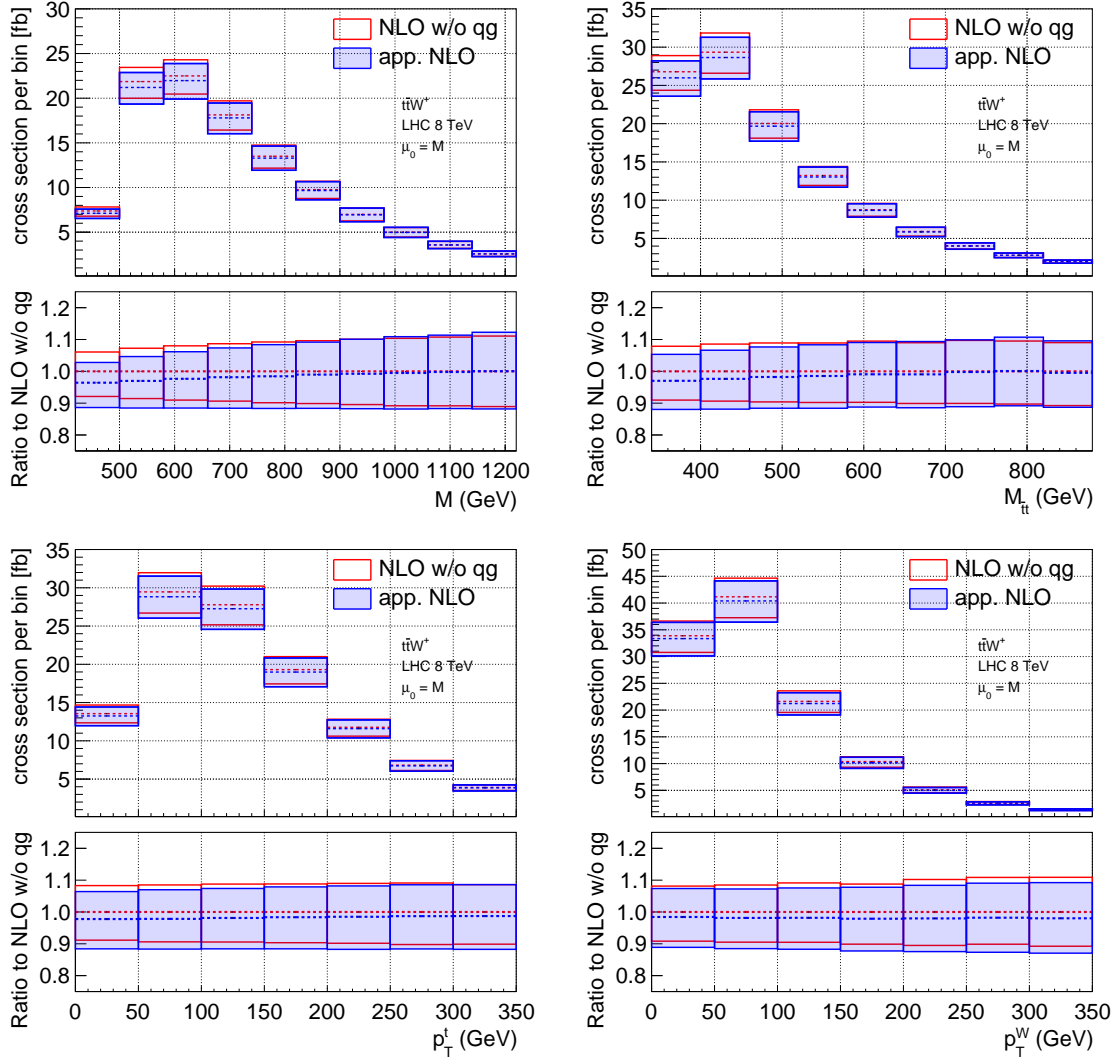 cross section per bin [fb]
30
25
20
15
10
5
NLO w/o qg
app. NLO
tt̄W⁺
LHC 8 TeV
μ₀ = M
Ratio to NLO w/o qg
1.2
1.1
1.0
0.9
0.8
500 600 700 800 900 1000 1100 1200
M (GeV)
cross section per bin [fb]
35
30
25
20
15
10
5
NLO w/o qg
app. NLO
tt̄W⁺
LHC 8 TeV
μ₀ = M
Ratio to NLO w/o qg
1.2
1.1
1.0
0.9
0.8
400 500 600 700 800
M_tt̄ (GeV)
cross section per bin [fb]
35
30
25
20
15
10
5
NLO w/o qg
app. NLO
tt̄W⁺
LHC 8 TeV
μ₀ = M
Ratio to NLO w/o qg
1.2
1.1
1.0
0.9
0.8
0 50 100 150 200 250 300 350
p_T^t (GeV)
cross section per bin [fb]
50
45
40
35
30
25
20
15
10
5
NLO w/o qg
app. NLO
tt̄W⁺
LHC 8 TeV
μ₀ = M
Ratio to NLO w/o qg
1.2
1.1
1.0
0.9
0.8
0 50 100 150 200 250 300 350
p_T^W (GeV)